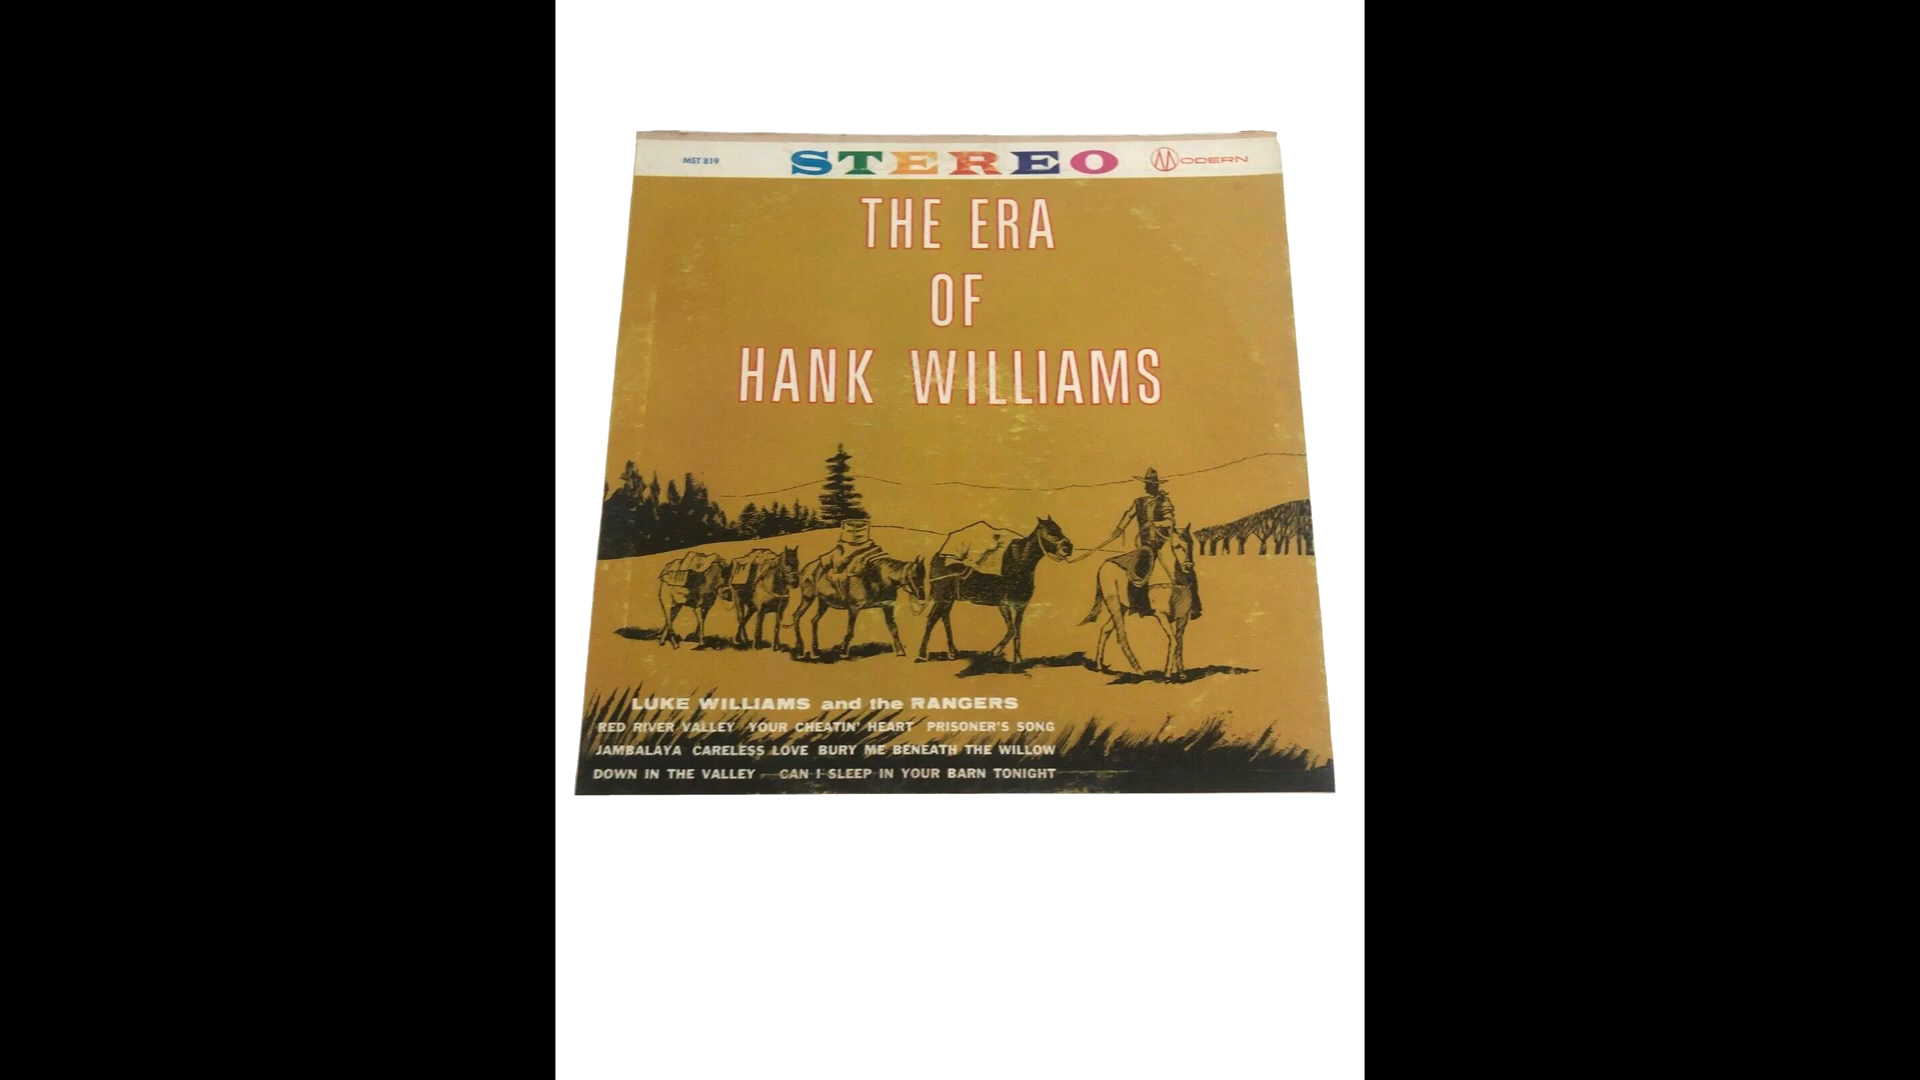 MST 819 STEREO MODERN
THE ERA
OF
HANK WILLIAMS
LUKE WILLIAMS and the RANGERS
RED RIVER VALLEY YOUR CHEATIN' HEART PRISONER'S SONG
JAMBALAYA CARELESS LOVE BURY ME BENEATH THE WILLOW
DOWN IN THE VALLEY CAN I SLEEP IN YOUR BARN TONIGHT